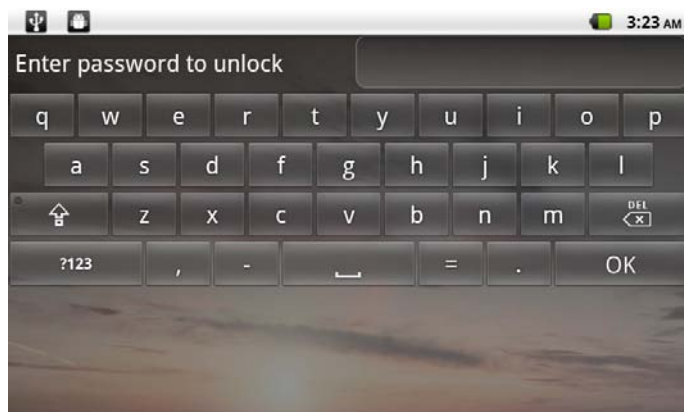 3:23 AM
Enter password to unlock
q w e r t y u i o p
a s d f g h j k l
z x c v b n m DEL
?123 , - = . OK